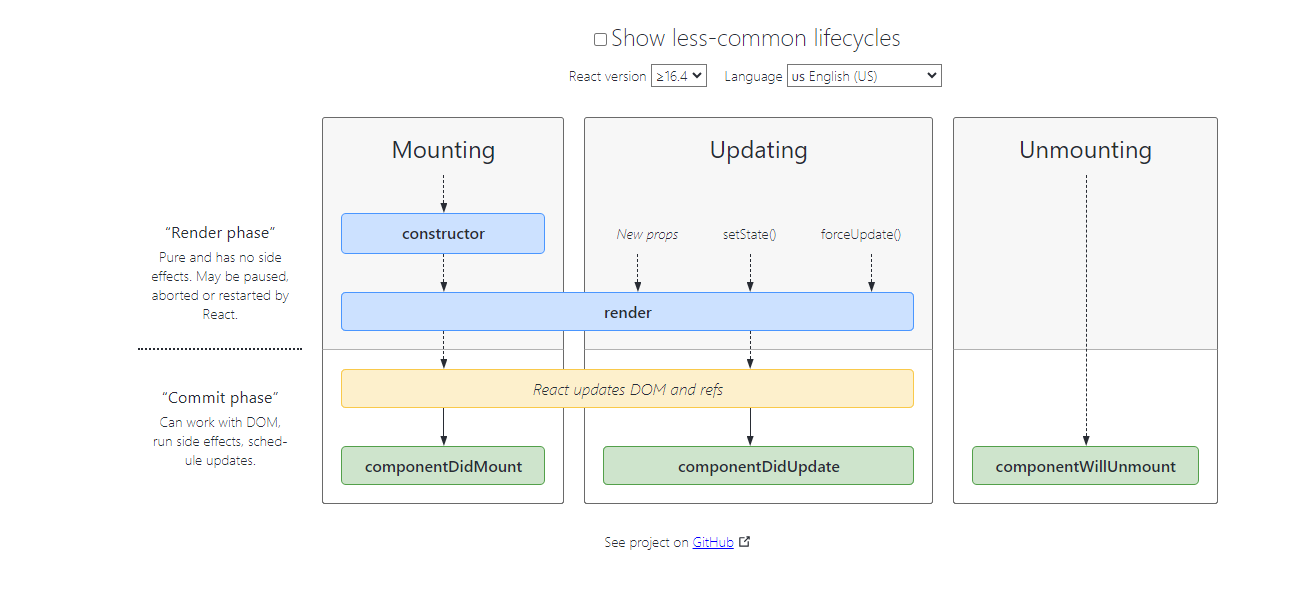 Show less-common lifecycles
React version ≥16.4 Language us English (US)
Mounting
Updating
Unmounting
“Render phase”
Pure and has no side
effects. May be paused,
aborted or restarted by
React.
constructor
New props setState() forceUpdate()
render
“Commit phase”
Can work with DOM,
run side effects, sched-
ule updates.
React updates DOM and refs
componentDidMount
componentDidUpdate
componentWillUnmount
See project on GitHub